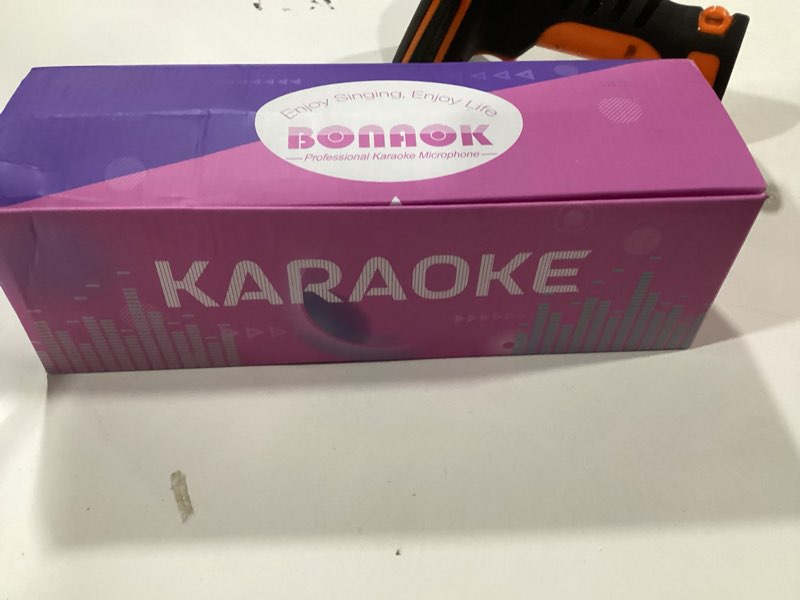 Enjoy Singing, Enjoy Life
BONAOK
Professional Karaoke Microphone
KARAOKE